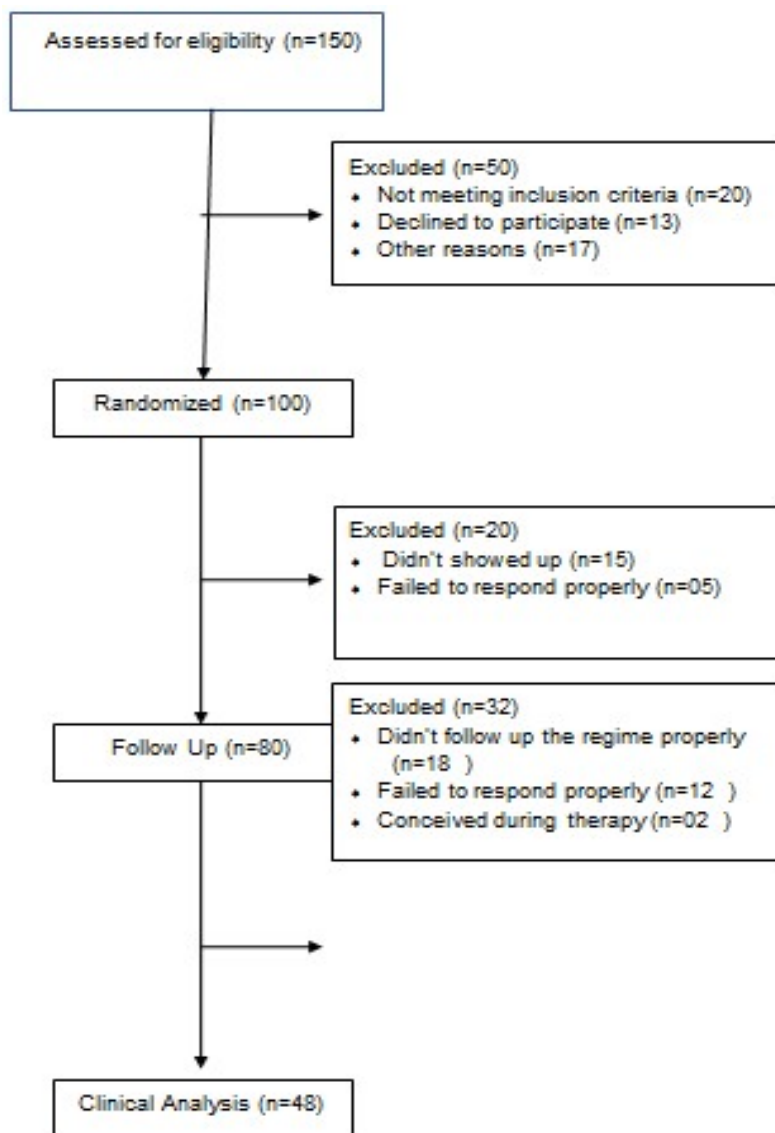 Assessed for eligibility (n=150)
Excluded (n=50)
• Not meeting inclusion criteria (n=20)
• Declined to participate (n=13)
• Other reasons (n=17)
Randomized (n=100)
Excluded (n=20)
• Didn't showed up (n=15)
• Failed to respond properly (n=05)
Follow Up (n=80)
Excluded (n=32)
• Didn't follow up the regime properly
(n=18 )
• Failed to respond properly (n=12 )
• Conceived during therapy (n=02 )
Clinical Analysis (n=48)